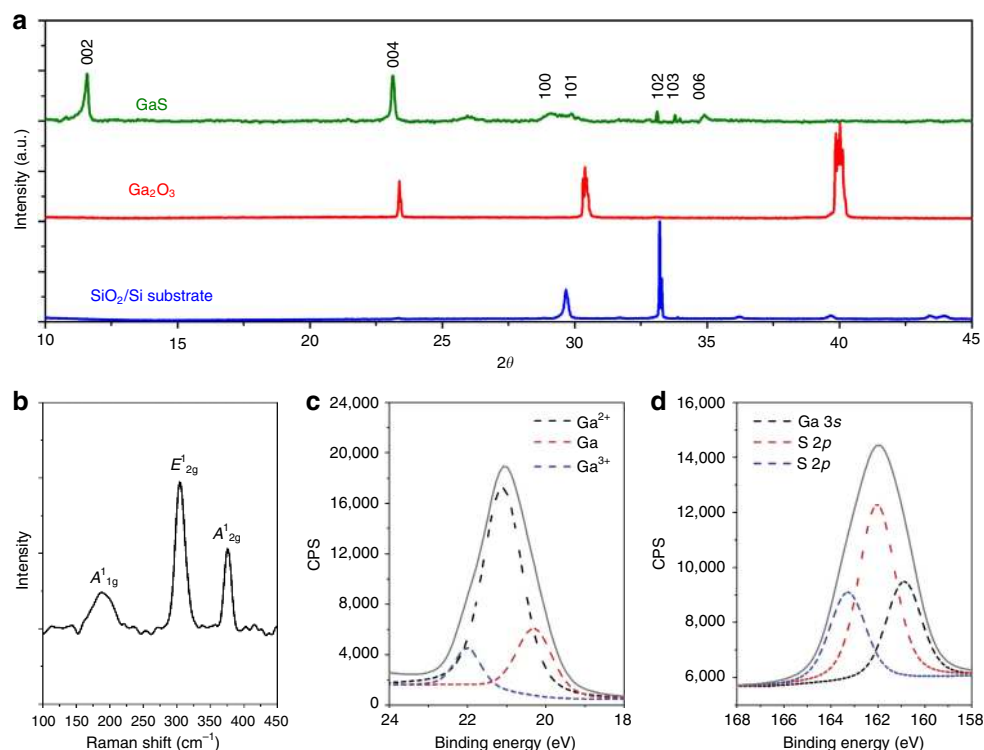 a
002
004
100
101
102
103
006
GaS
Ga₂O₃
SiO₂/Si substrate
Intensity (a.u.)
10 15 20 25 30 35 40 45
2θ
b
Intensity
A¹₁g
E¹₂g
A¹₂g
100 150 200 250 300 350 400 450
Raman shift (cm⁻¹)
c
CPS
24,000
20,000
16,000
12,000
8,000
4,000
0
Ga²⁺
Ga
Ga³⁺
24 22 20 18
Binding energy (eV)
d
CPS
16,000
14,000
12,000
10,000
8,000
6,000
Ga 3s
S 2p
S 2p
168 166 164 162 160 158
Binding energy (eV)